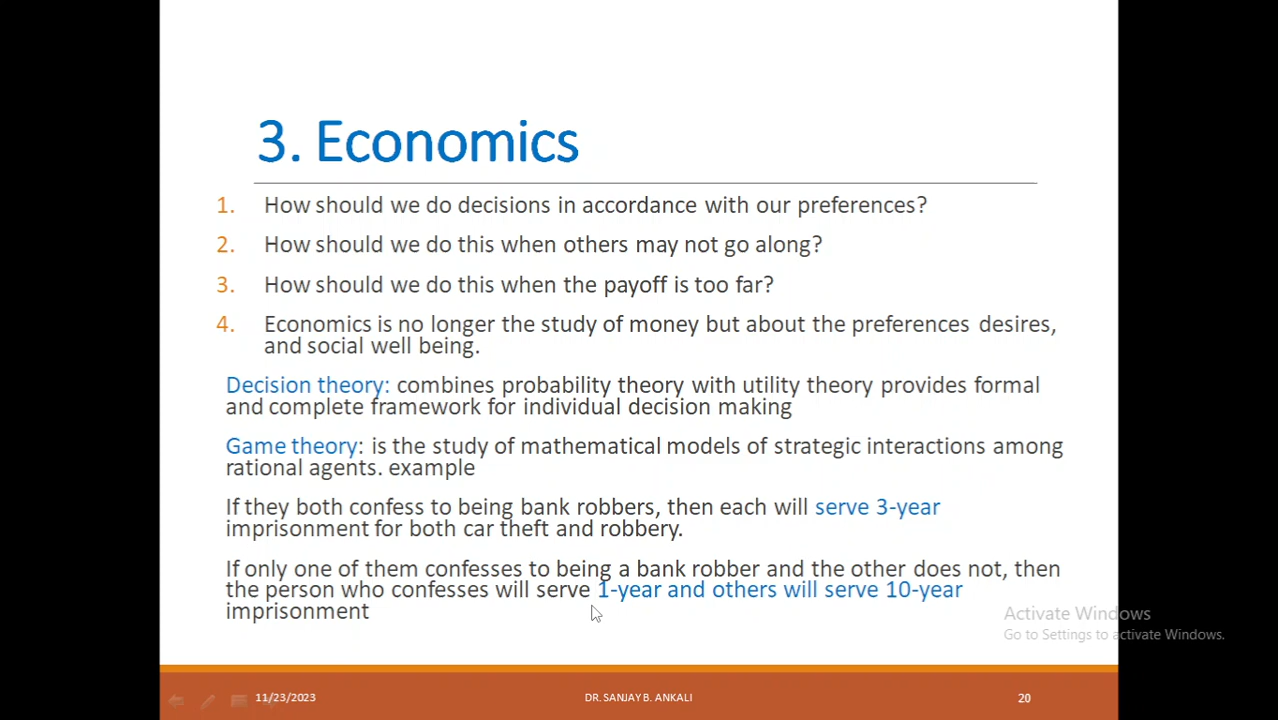 3. Economics
1. How should we do decisions in accordance with our preferences?
2. How should we do this when others may not go along?
3. How should we do this when the payoff is too far?
4. Economics is no longer the study of money but about the preferences desires,
and social well being.
Decision theory: combines probability theory with utility theory provides formal
and complete framework for individual decision making
Game theory: is the study of mathematical models of strategic interactions among
rational agents. example
If they both confess to being bank robbers, then each will serve 3-year
imprisonment for both car theft and robbery.
If only one of them confesses to being a bank robber and the other does not, then
the person who confesses will serve 1-year and others will serve 10-year
imprisonment
Activate Windows
Go to Settings to activate Windows.
11/23/2023 DR. SANJAY B. ANKALI 20